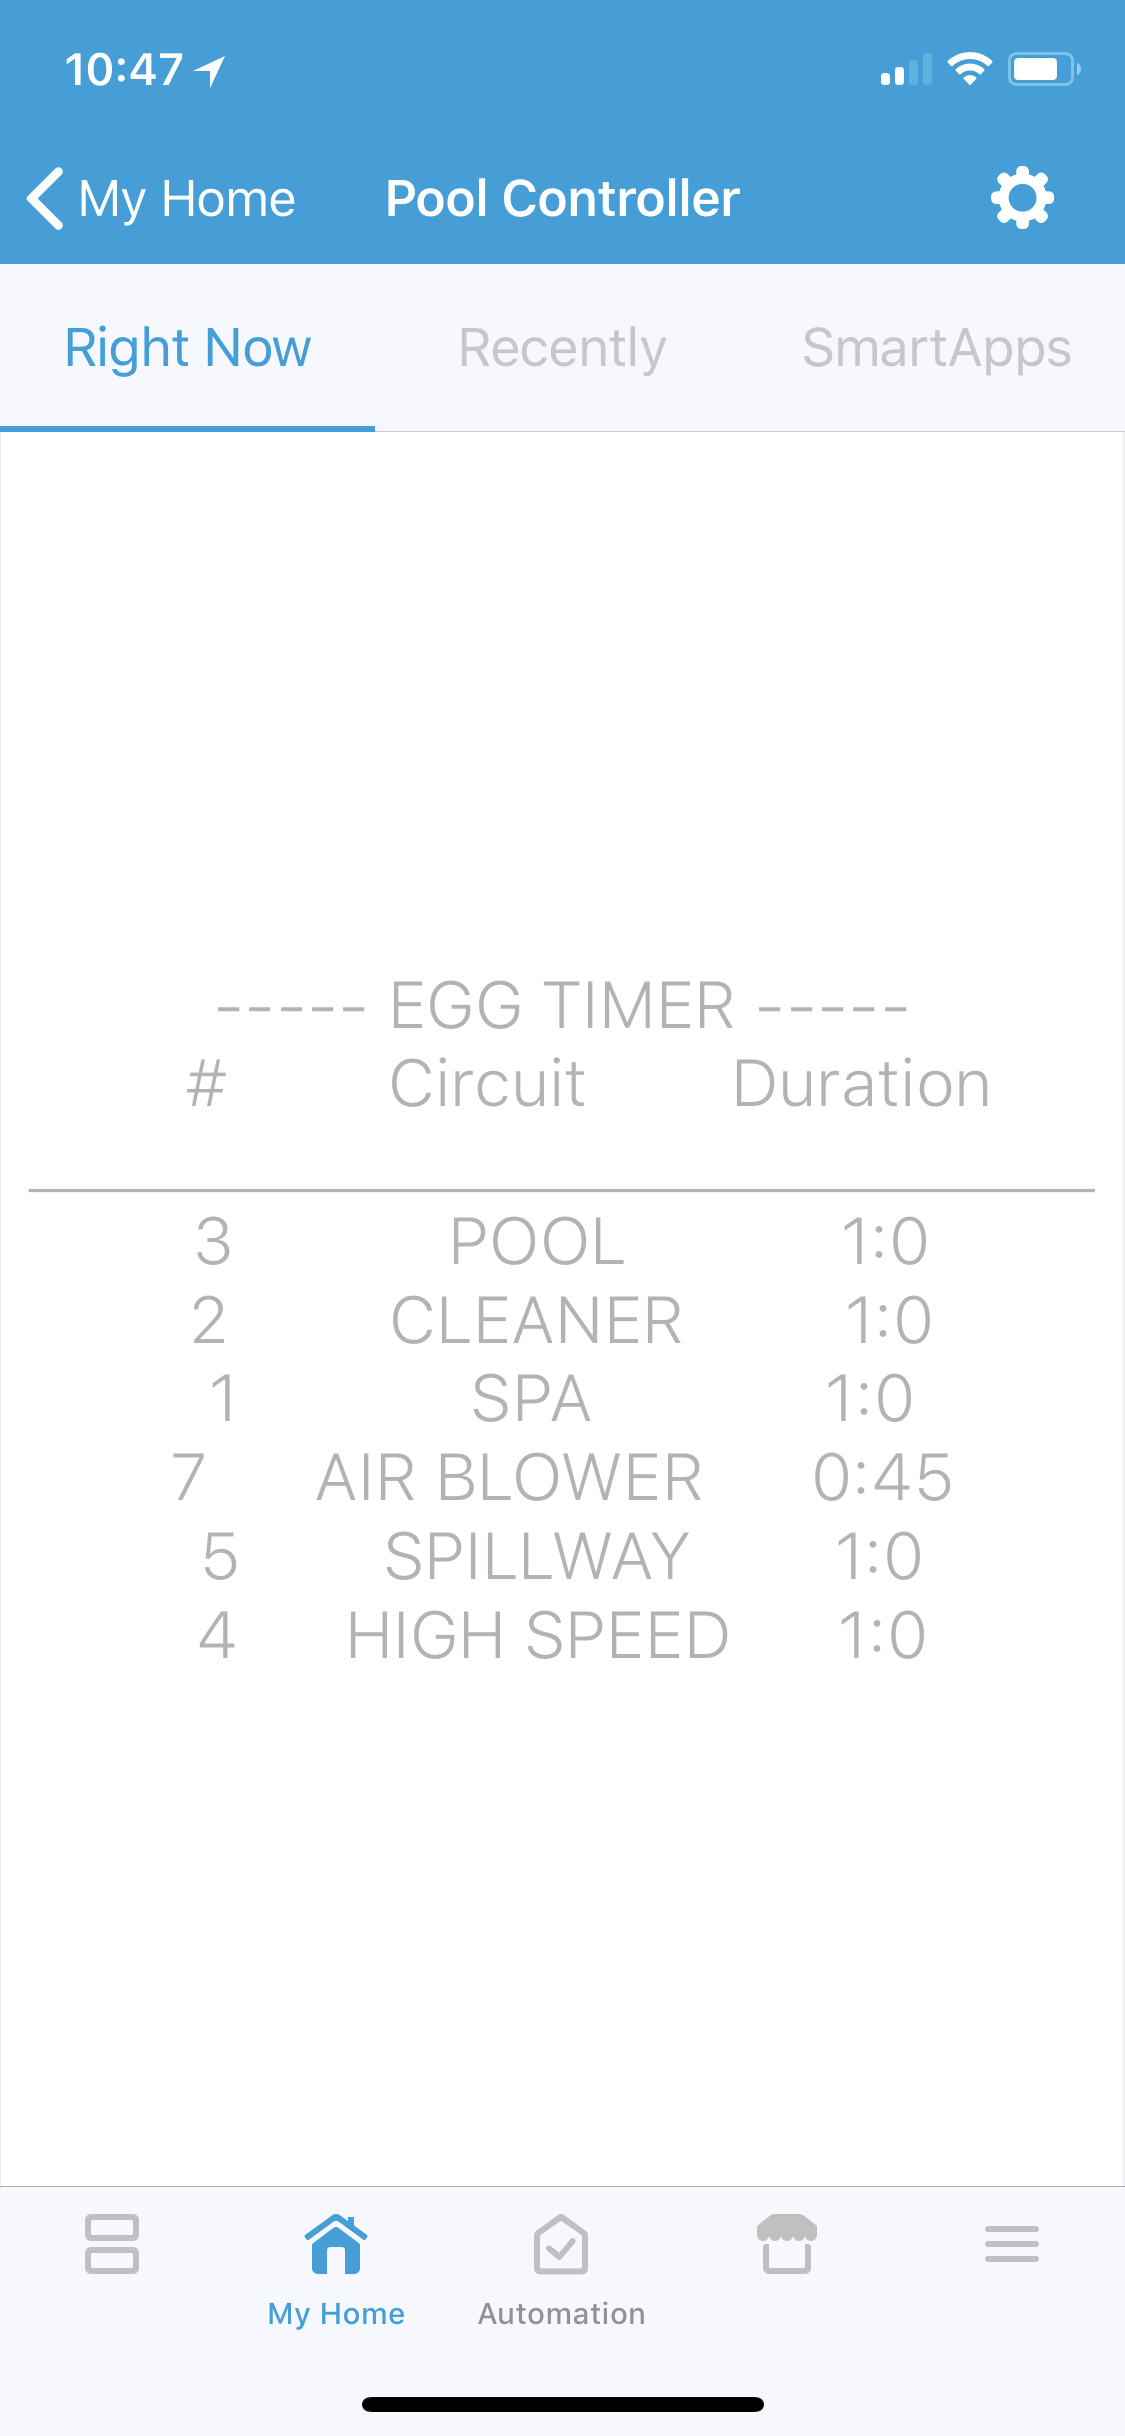 10:47
My Home Pool Controller
Right Now Recently SmartApps
----- EGG TIMER -----
# Circuit Duration
3 POOL 1:0
2 CLEANER 1:0
1 SPA 1:0
7 AIR BLOWER 0:45
5 SPILLWAY 1:0
4 HIGH SPEED 1:0
My Home Automation